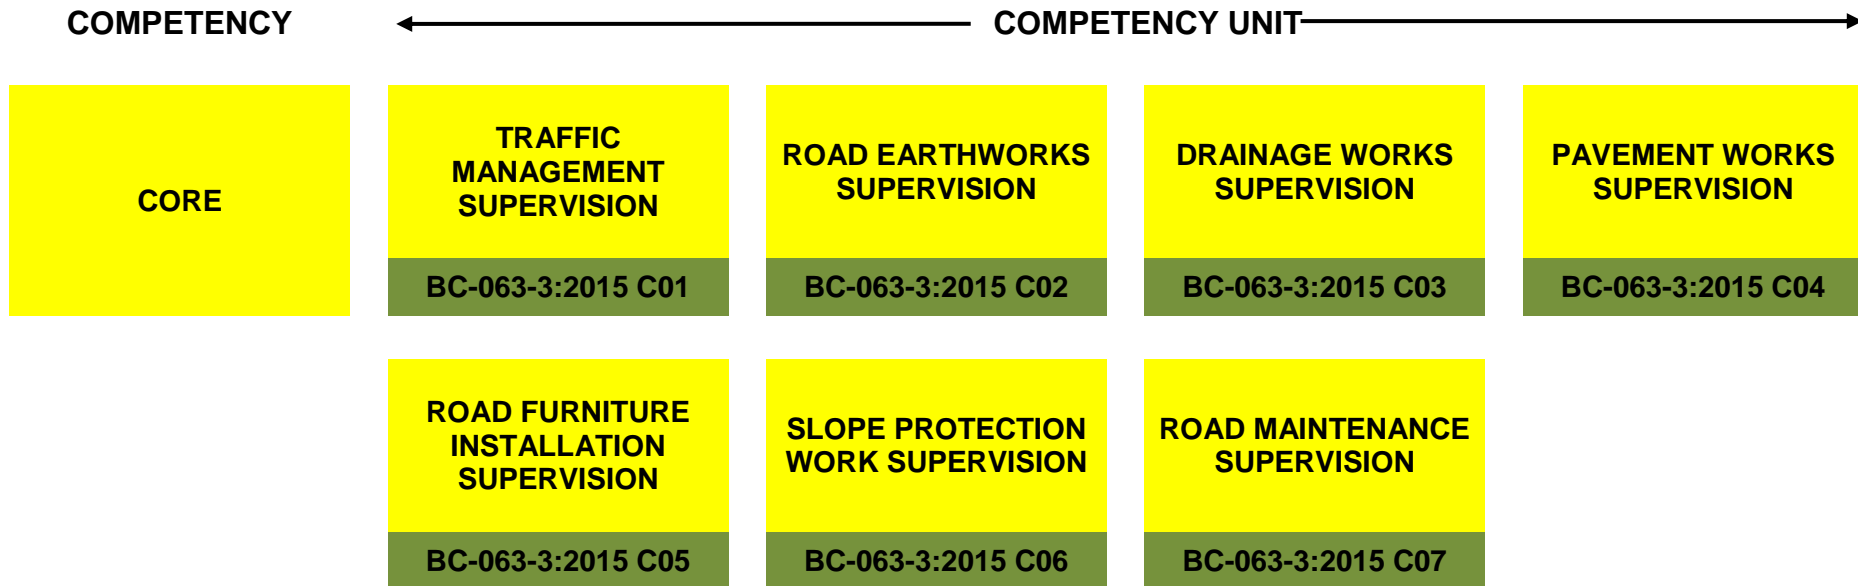 COMPETENCY
COMPETENCY UNIT
CORE
TRAFFIC
MANAGEMENT
SUPERVISION
BC-063-3:2015 C01
ROAD EARTHWORKS
SUPERVISION
BC-063-3:2015 C02
DRAINAGE WORKS
SUPERVISION
BC-063-3:2015 C03
PAVEMENT WORKS
SUPERVISION
BC-063-3:2015 C04
ROAD FURNITURE
INSTALLATION
SUPERVISION
BC-063-3:2015 C05
SLOPE PROTECTION
WORK SUPERVISION
BC-063-3:2015 C06
ROAD MAINTENANCE
SUPERVISION
BC-063-3:2015 C07